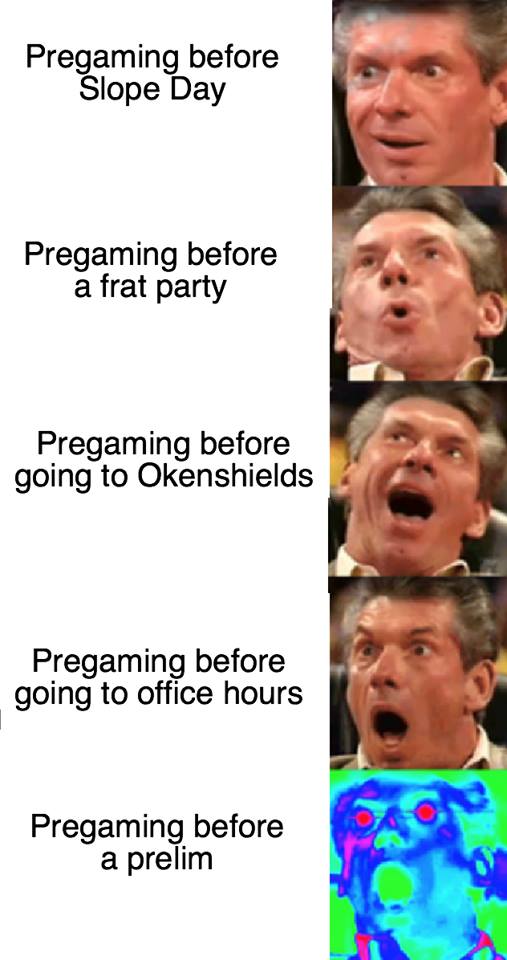 Pregaming before
Slope Day
Pregaming before
a frat party
Pregaming before
going to Okenshields
Pregaming before
going to office hours
Pregaming before
a prelim